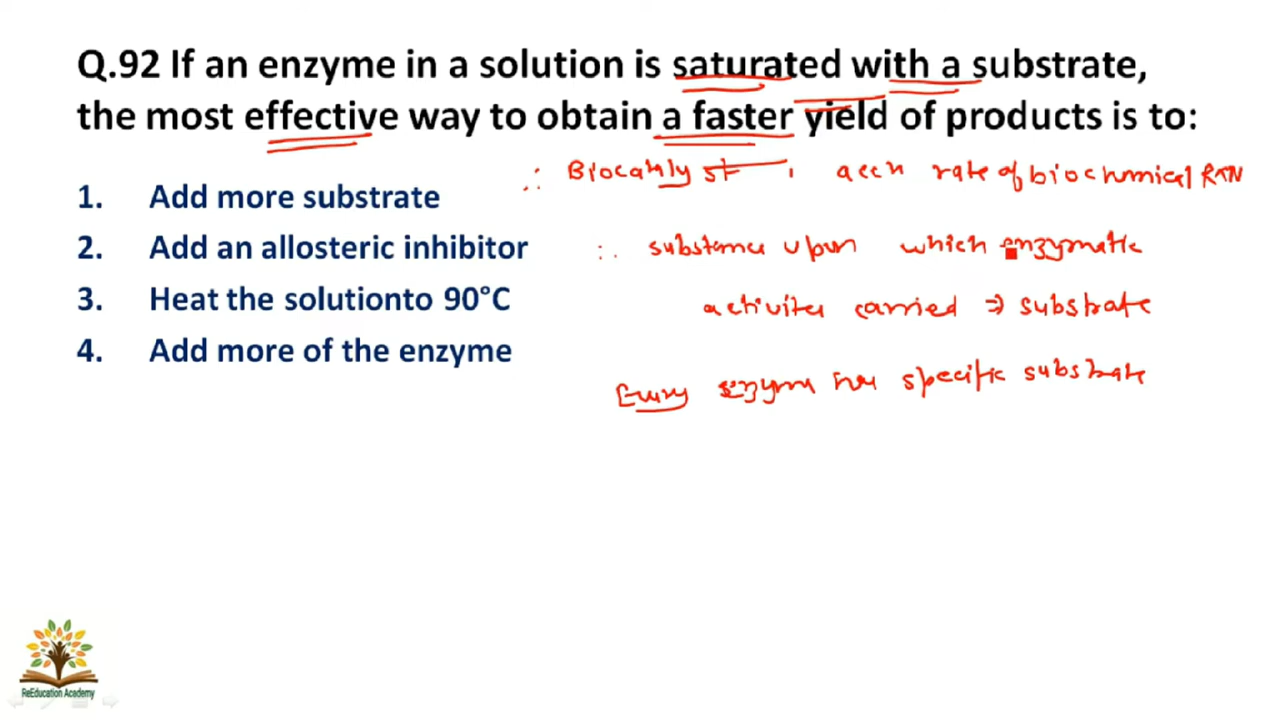 Q.92 If an enzyme in a solution is saturated with a substrate,
the most effective way to obtain a faster yield of products is to:
∴ Biocatalyst, accn rate of biochemical RXN
1. Add more substrate
2. Add an allosteric inhibitor
∴ substance upon which enzymatic
3. Heat the solutionto 90°C
activites carried ⇒ substrate
4. Add more of the enzyme
Every enzyme specific substrate
ReEducation Academy